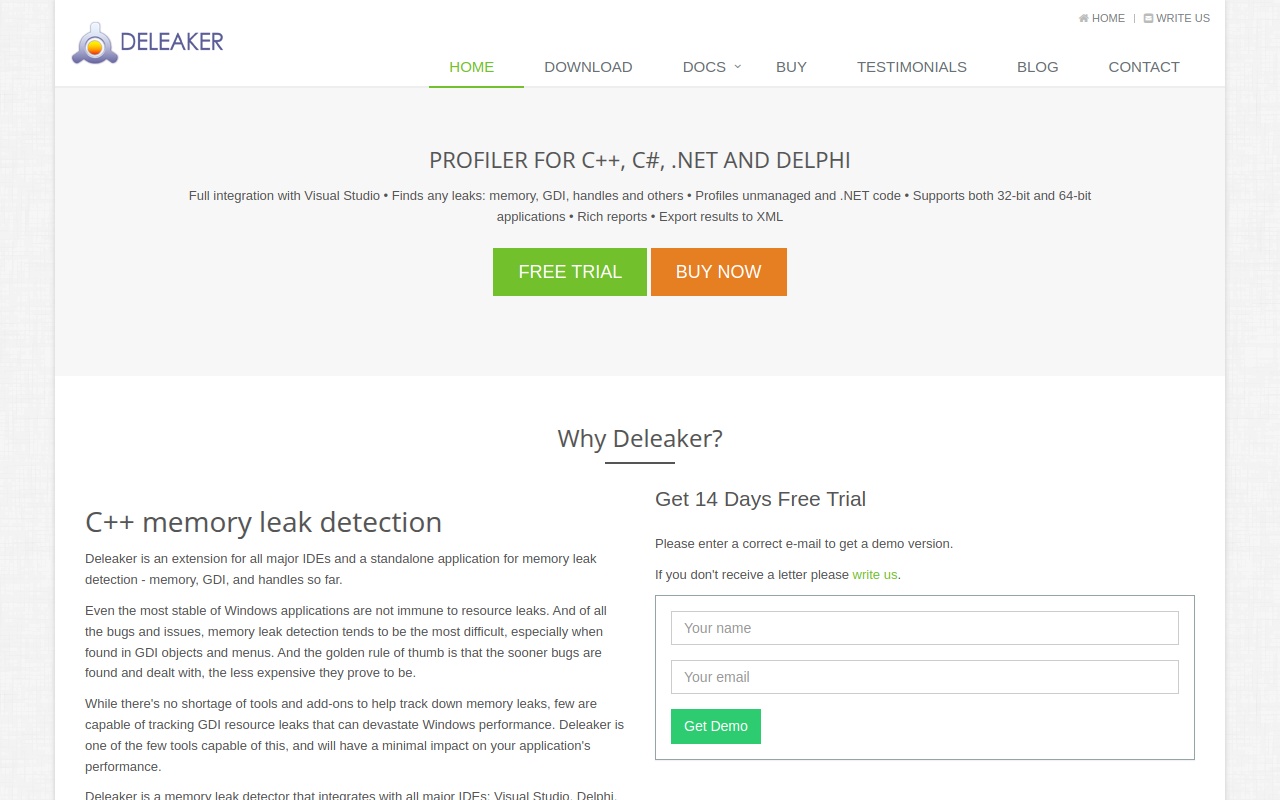 HOME | WRITE US
DELEAKER
HOME DOWNLOAD DOCS BUY TESTIMONIALS BLOG CONTACT
PROFILER FOR C++, C#, .NET AND DELPHI
Full integration with Visual Studio • Finds any leaks: memory, GDI, handles and others • Profiles unmanaged and .NET code • Supports both 32-bit and 64-bit
applications • Rich reports • Export results to XML
FREE TRIAL BUY NOW
Why Deleaker?
C++ memory leak detection
Deleaker is an extension for all major IDEs and a standalone application for memory leak
detection - memory, GDI, and handles so far.
Even the most stable of Windows applications are not immune to resource leaks. And of all
the bugs and issues, memory leak detection tends to be the most difficult, especially when
found in GDI objects and menus. And the golden rule of thumb is that the sooner bugs are
found and dealt with, the less expensive they prove to be.
While there's no shortage of tools and add-ons to help track down memory leaks, few are
capable of tracking GDI resource leaks that can devastate Windows performance. Deleaker is
one of the few tools capable of this, and will have a minimal impact on your application's
performance.
Deleaker is a memory leak detector that integrates with all major IDEs: Visual Studio, Delphi,
Get 14 Days Free Trial
Please enter a correct e-mail to get a demo version.
If you don't receive a letter please write us.
Your name
Your email
Get Demo